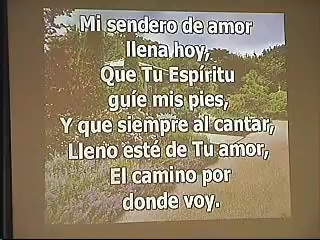 Mi sendero de amor
llena hoy,
Que Tu Espíritu
guíe mis pies,
Y que siempre al cantar,
Lleno esté de Tu amor,
El camino por
donde voy.